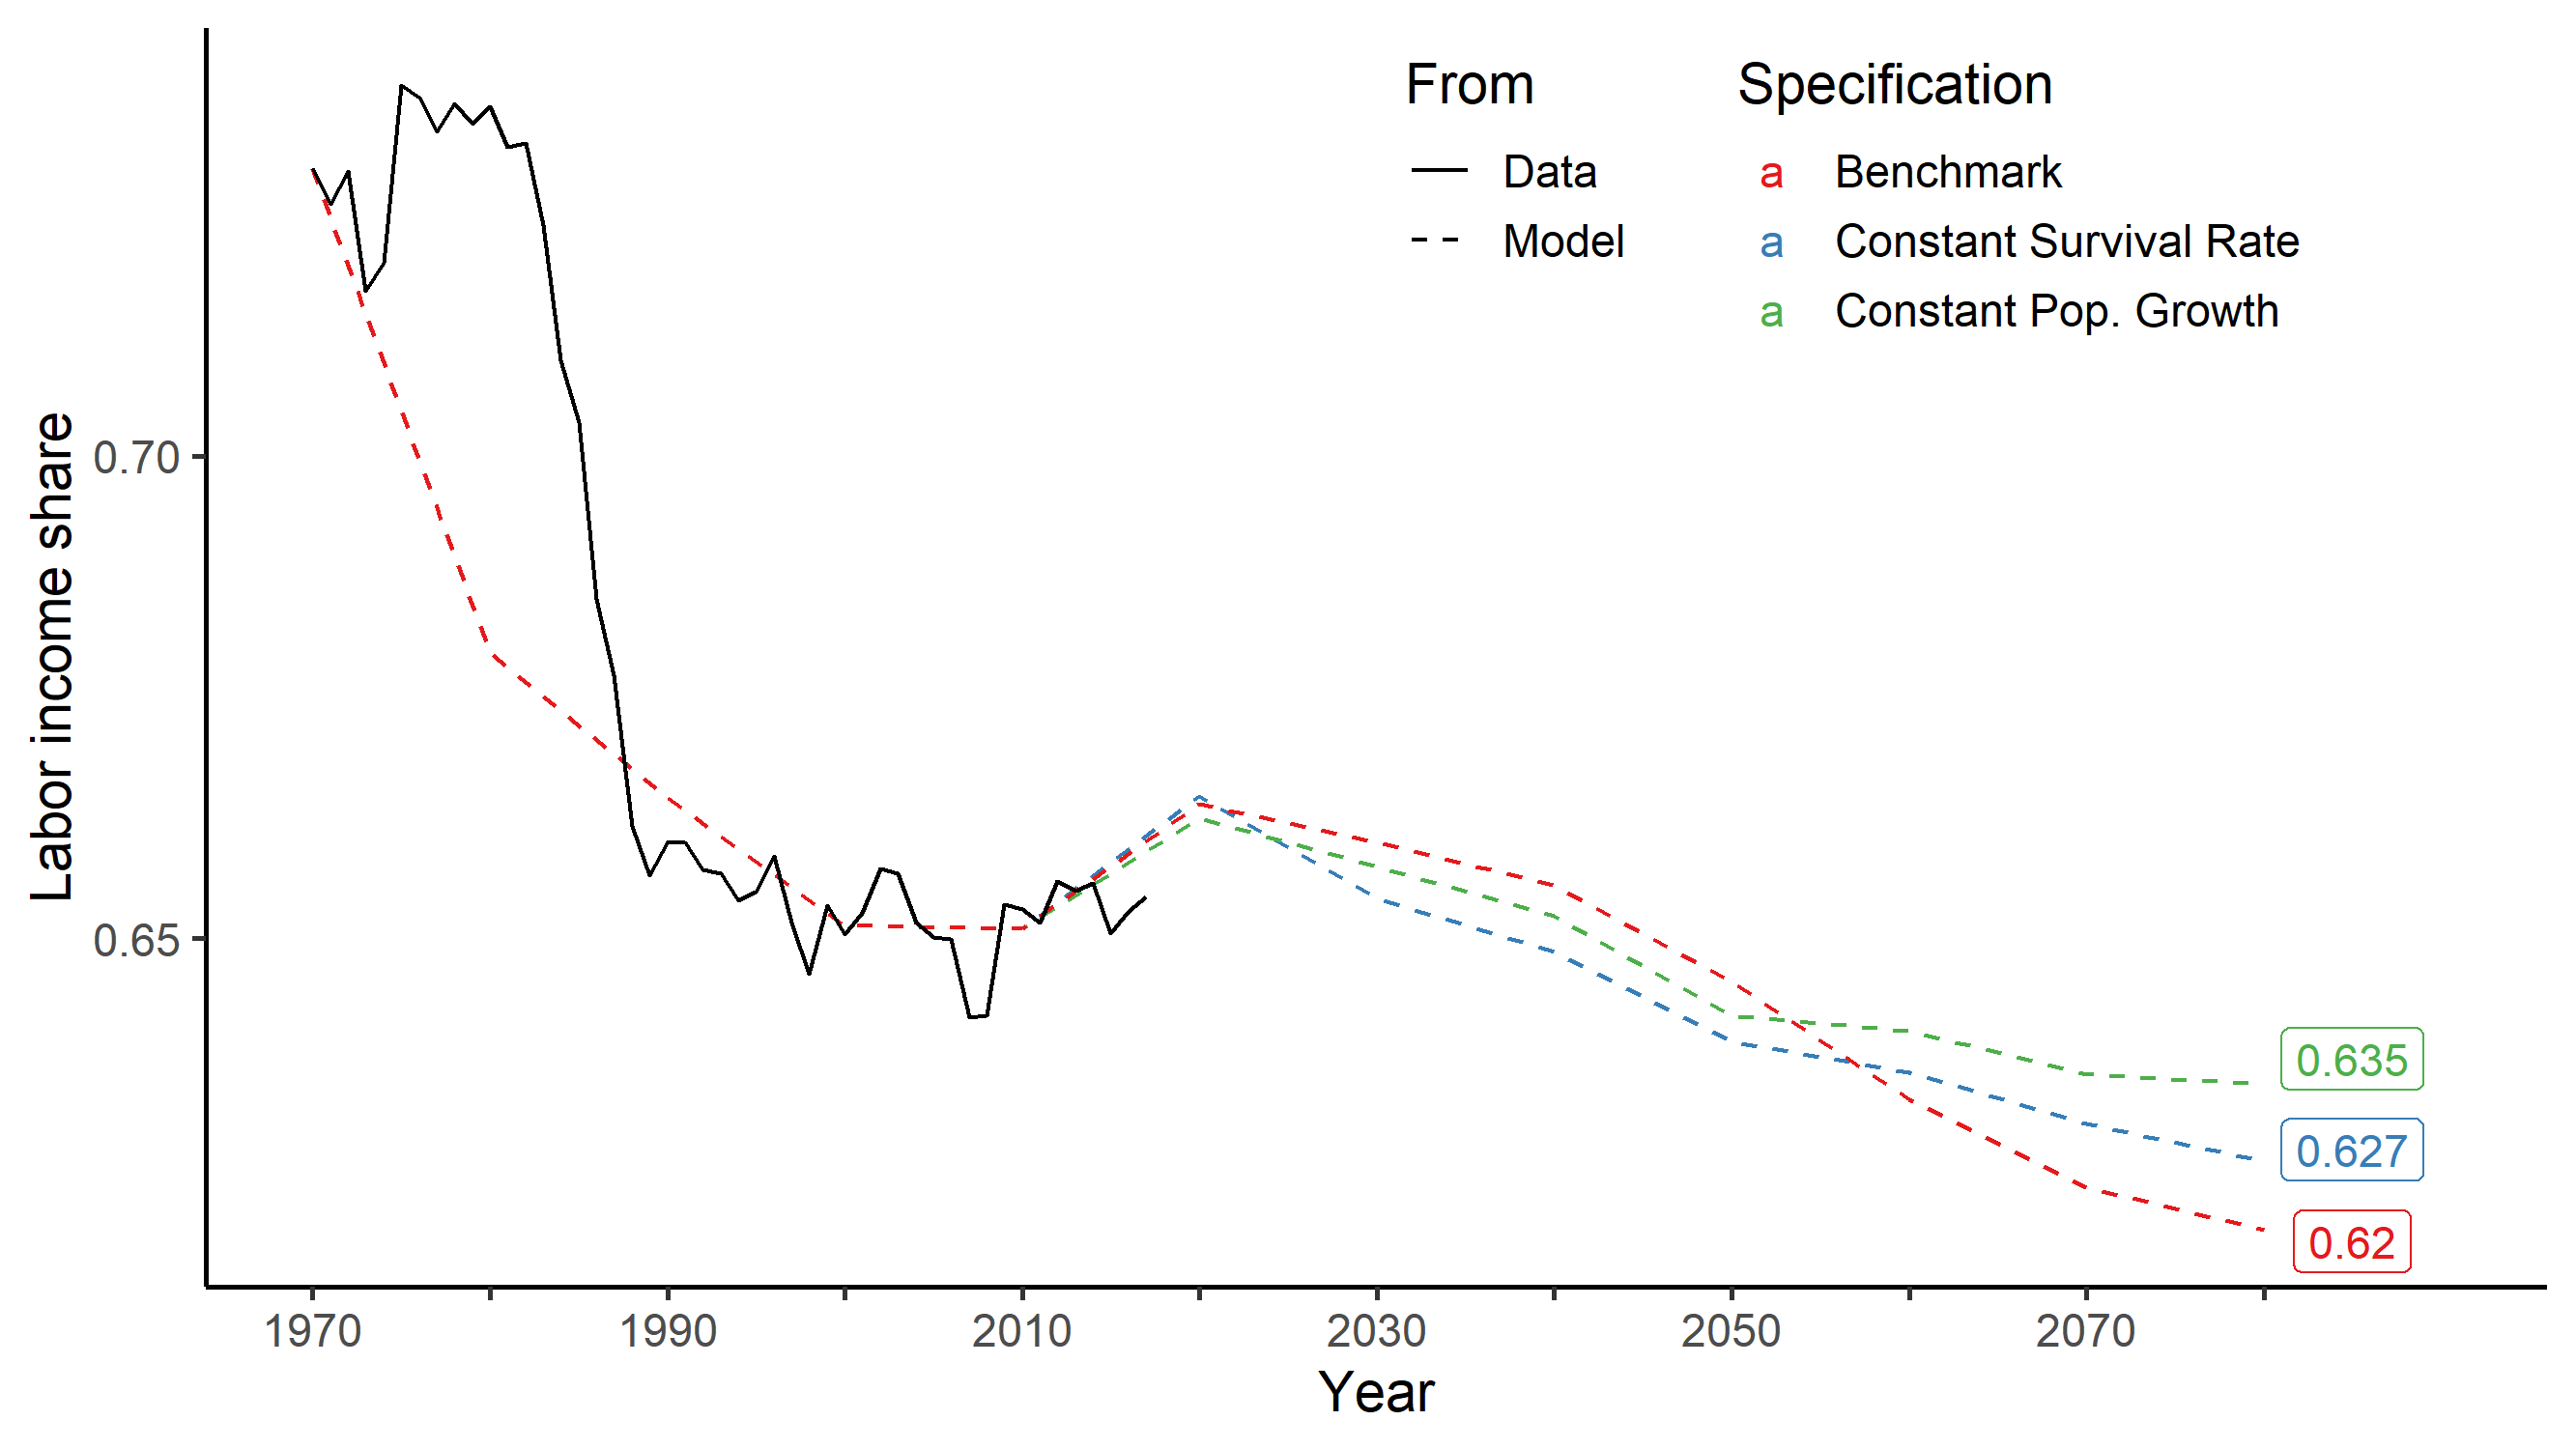 From
Data
Model
Specification
a Benchmark
a Constant Survival Rate
a Constant Pop. Growth
Labor income share
0.70
0.65
0.635
0.627
0.62
1970 1990 2010 2030 2050 2070
Year